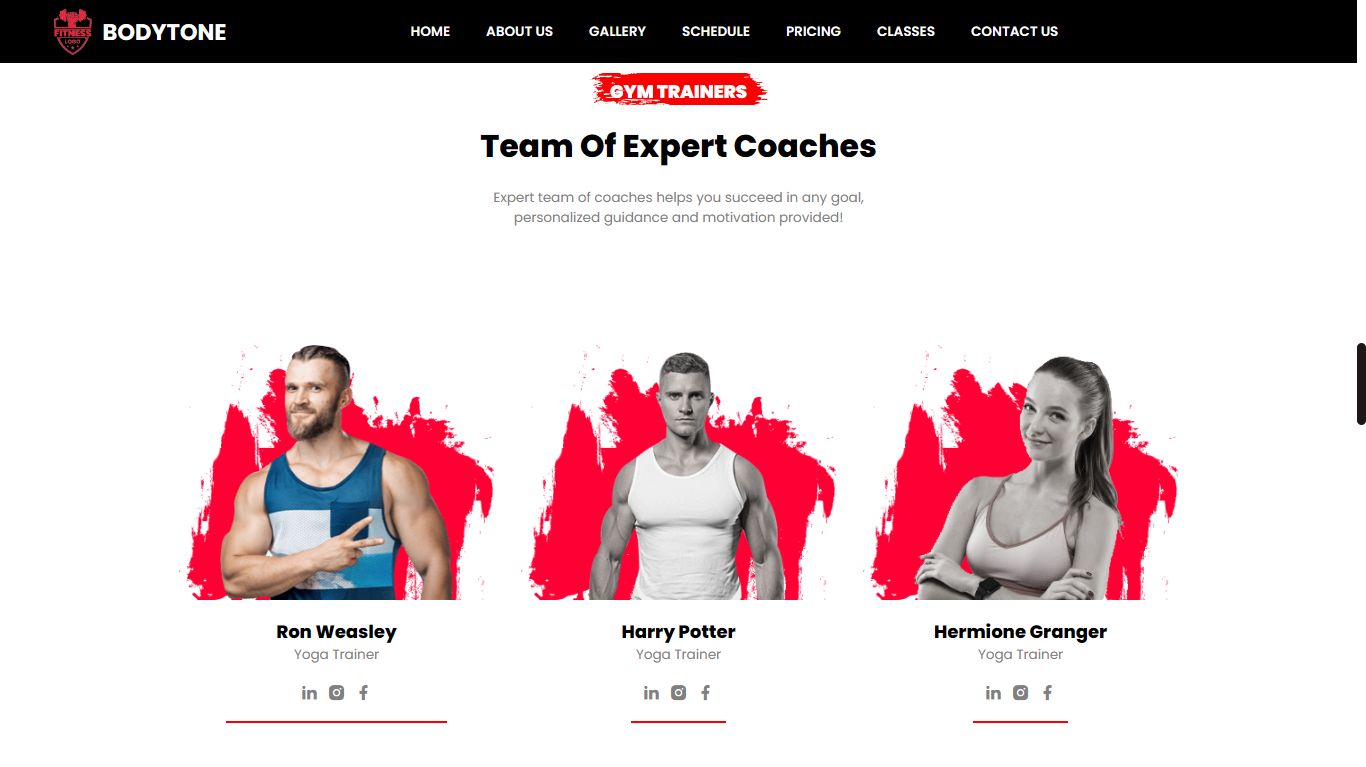 FITNESS
LOGO
BODYTONE
HOME ABOUT US GALLERY SCHEDULE PRICING CLASSES CONTACT US
GYM TRAINERS
Team Of Expert Coaches
Expert team of coaches helps you succeed in any goal,
personalized guidance and motivation provided!
Ron Weasley
Yoga Trainer
Harry Potter
Yoga Trainer
Hermione Granger
Yoga Trainer